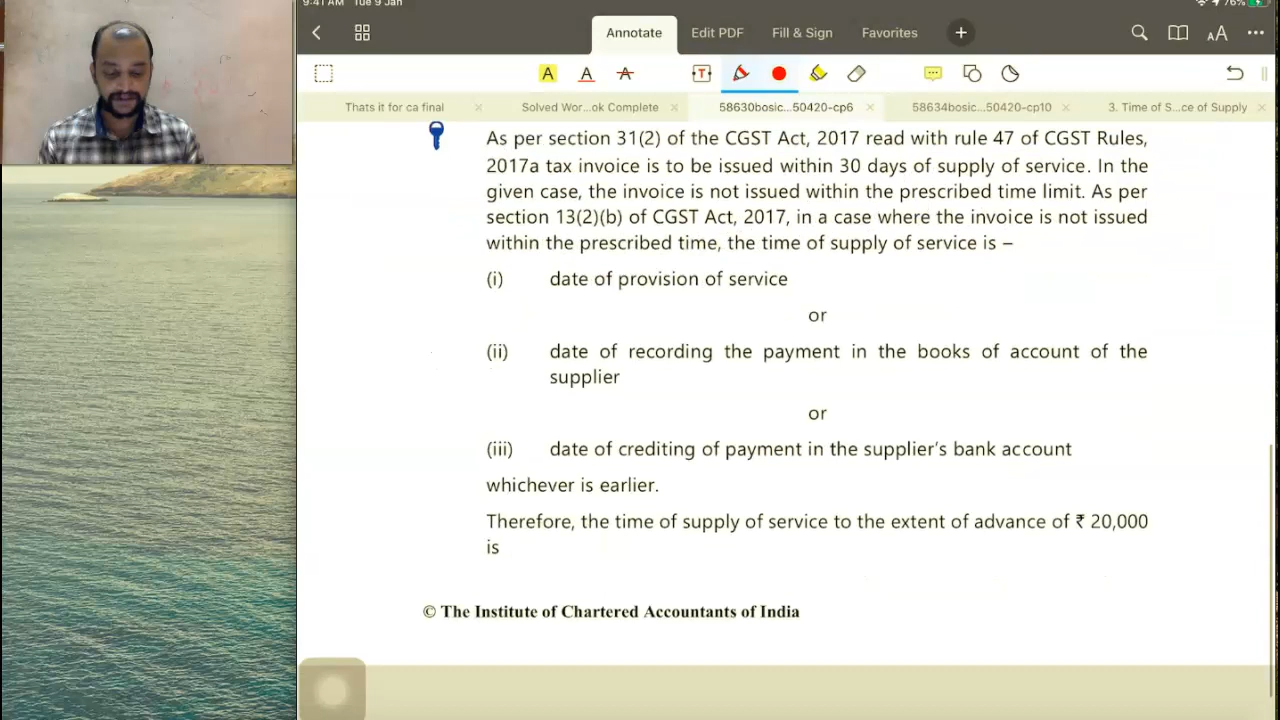 9:41 AM Tue 9 Jan
76%
Annotate Edit PDF Fill & Sign Favorites
Thats it for ca final × Solved Wor...ok Complete × 58630bosic...50420-cp6 × 58634bosic...50420-cp10 × 3. Time of S...ce of Supply ×
As per section 31(2) of the CGST Act, 2017 read with rule 47 of CGST Rules,
2017a tax invoice is to be issued within 30 days of supply of service. In the
given case, the invoice is not issued within the prescribed time limit. As per
section 13(2)(b) of CGST Act, 2017, in a case where the invoice is not issued
within the prescribed time, the time of supply of service is –
(i) date of provision of service
or
(ii) date of recording the payment in the books of account of the
supplier
or
(iii) date of crediting of payment in the supplier's bank account
whichever is earlier.
Therefore, the time of supply of service to the extent of advance of ₹ 20,000
is
© The Institute of Chartered Accountants of India